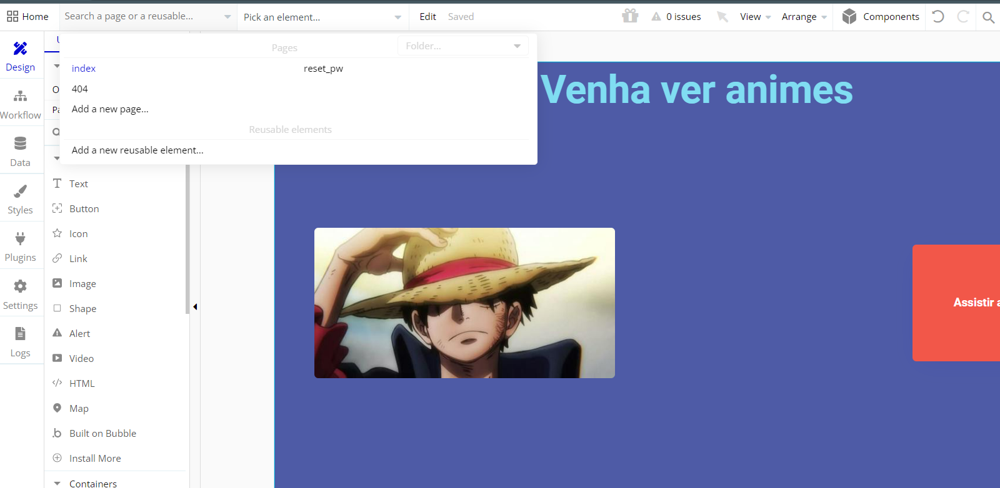 Home
Search a page or a reusable...
Pick an element...
Edit
Saved
0 issues
View
Arrange
Components
Pages
Folder...
index
reset_pw
404
Add a new page...
Reusable elements
Add a new reusable element...
Design
Workflow
Data
Styles
Plugins
Settings
Logs
Text
Button
Icon
Link
Image
Shape
Alert
Video
HTML
Map
Built on Bubble
Install More
Containers
Venha ver animes
Assistir a